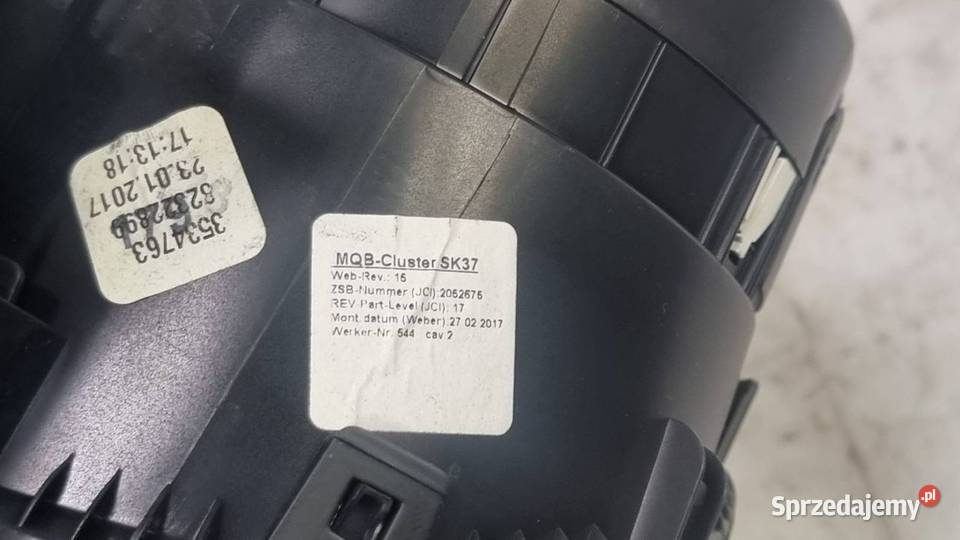 3534763
82322899
23.01.2017
17:13:18
MQB-Cluster SK37
Web-Rev.: 15
ZSB-Nummer (JCI):2052675
REV-Part-Level (JCI): 17
Mont.datum (Weber):27.02.2017
Werker-Nr. 544 cav.2
Sprzedajemy.pl